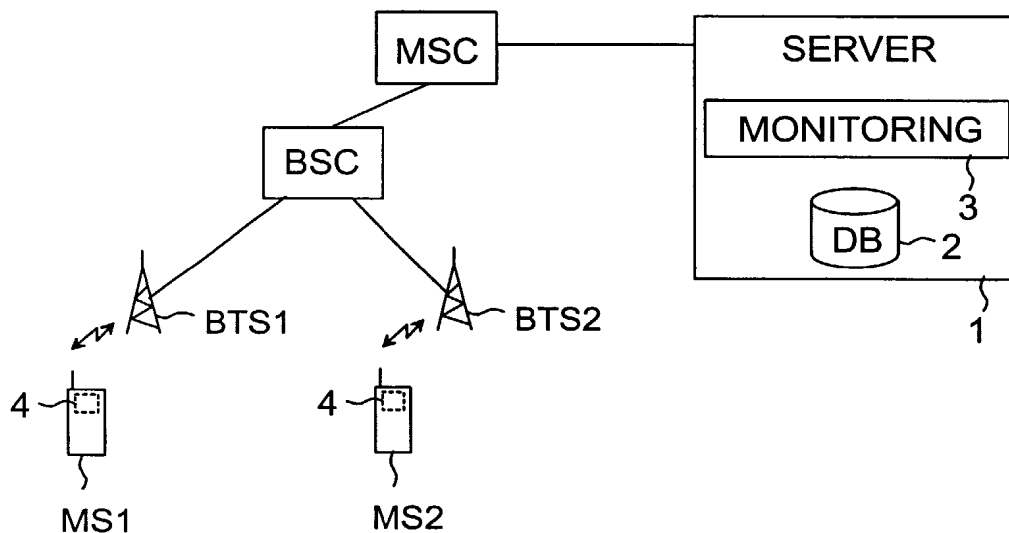 MSC
SERVER
MONITORING
BSC
3
DB
2
BTS1
BTS2
1
4
4
MS1
MS2